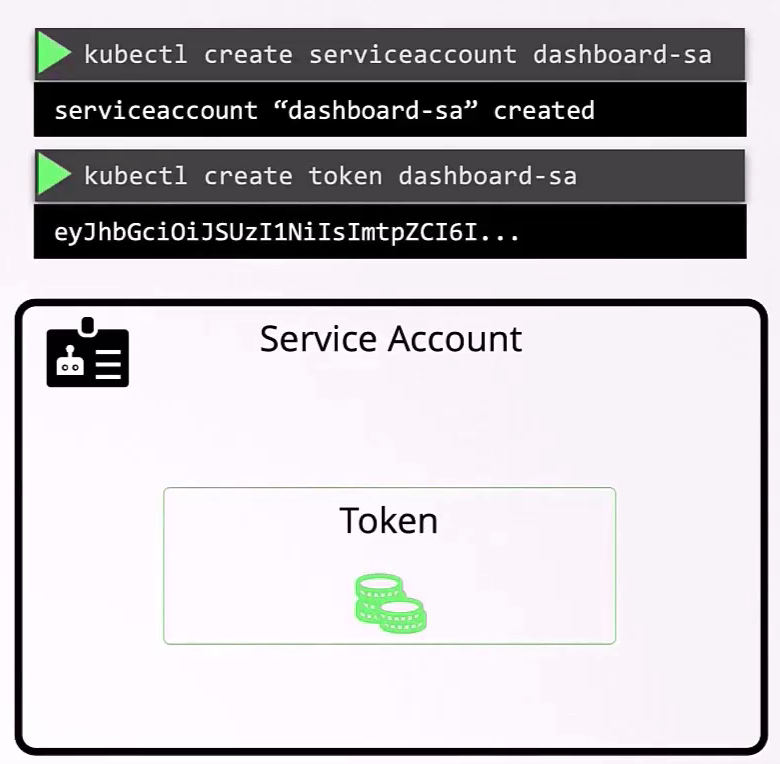 kubectl create serviceaccount dashboard-sa
serviceaccount “dashboard-sa” created
kubectl create token dashboard-sa
eyJhbGciOiJSUzI1NiIsImtpZCI6I...
Service Account
Token